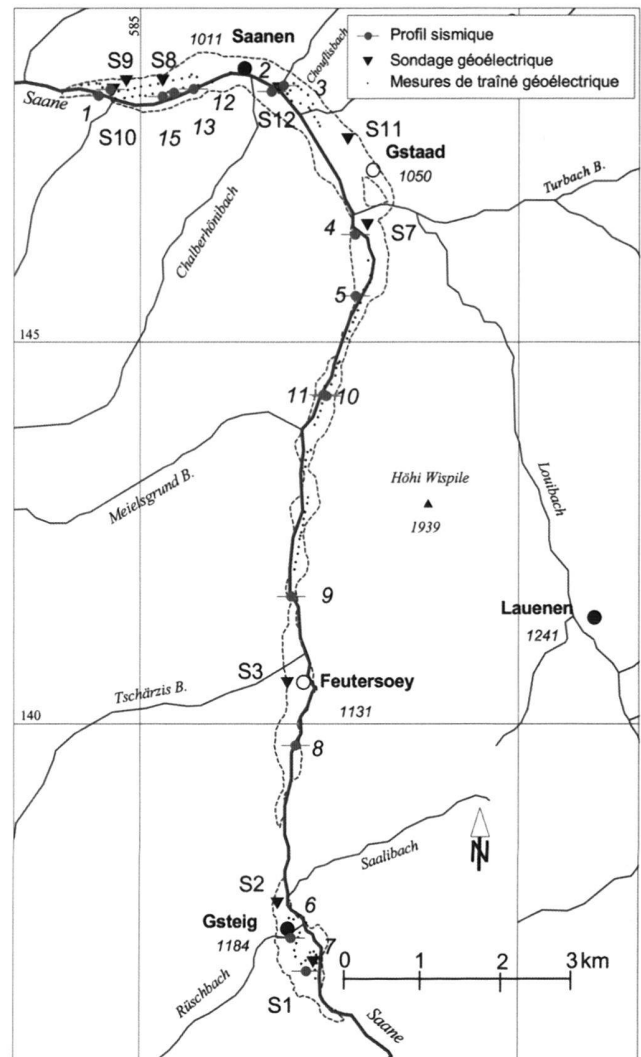 585
Profil sismique
Sondage géoélectrique
Mesures de traîné géoélectrique
S9
S8
1011
Saanen
2
Chouflisbach
3
Saane
1
12
S12
S11
S10
15
13
Gstaad
1050
Turbach B.
Chalberhönibach
4
S7
5
145
11
10
Meielsgrund B.
Höhi Wispile
1939
Louibach
9
Lauenen
1241
S3
Feutersoey
Tschärzis B.
1131
140
8
Saalibach
N
S2
6
Gsteig
1184
7
0 1 2 3 km
Rüschbach
S1
Saane